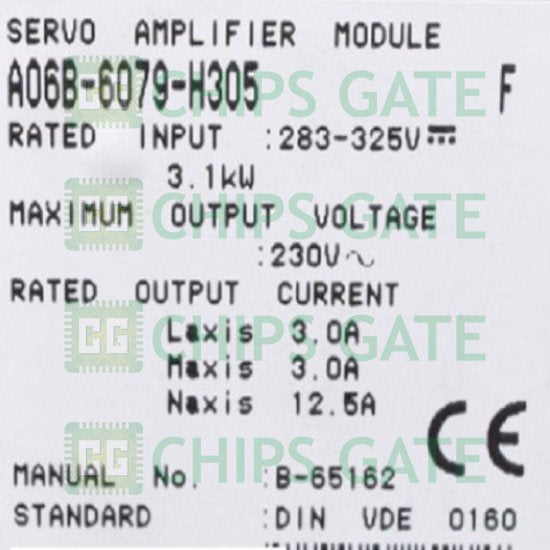 SERVO AMPLIFIER MODULE
A06B-6079-H305 F
RATED INPUT :283-325V
3.1kW
MAXIMUM OUTPUT VOLTAGE
:230V~
RATED OUTPUT CURRENT
Laxis 3.0A
Maxis 3.0A
Naxis 12.5A
CE
MANUAL No. :B-65162
STANDARD :DIN VDE 0160
CHIPS GATE
CHIPS GATE
CHIPS GATE
CHIPS GATE